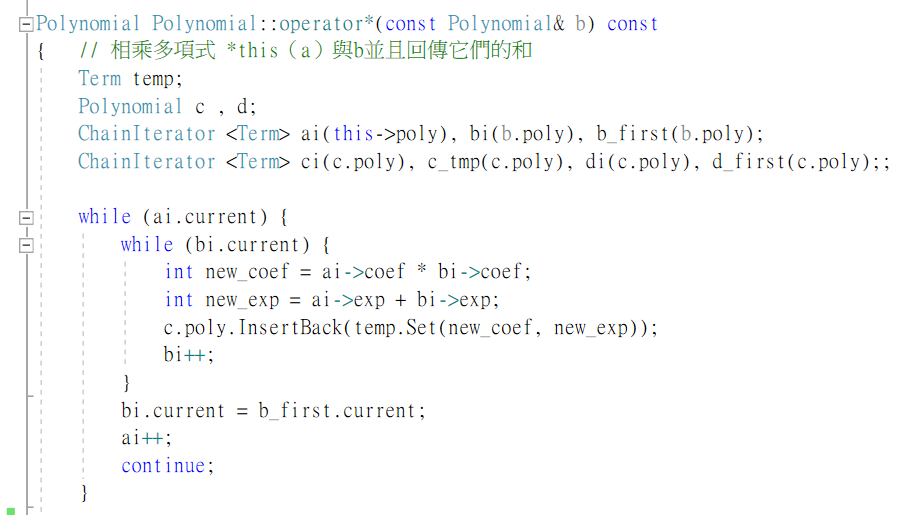 Polynomial Polynomial::operator*(const Polynomial& b) const
{ // 相乘多項式 *this（a）與b並且回傳它們的和
Term temp;
Polynomial c , d;
ChainIterator <Term> ai(this->poly), bi(b.poly), b_first(b.poly);
ChainIterator <Term> ci(c.poly), c_tmp(c.poly), di(c.poly), d_first(c.poly);;
while (ai.current) {
while (bi.current) {
int new_coef = ai->coef * bi->coef;
int new_exp = ai->exp + bi->exp;
c.poly.InsertBack(temp.Set(new_coef, new_exp));
bi++;
}
bi.current = b_first.current;
ai++;
continue;
}